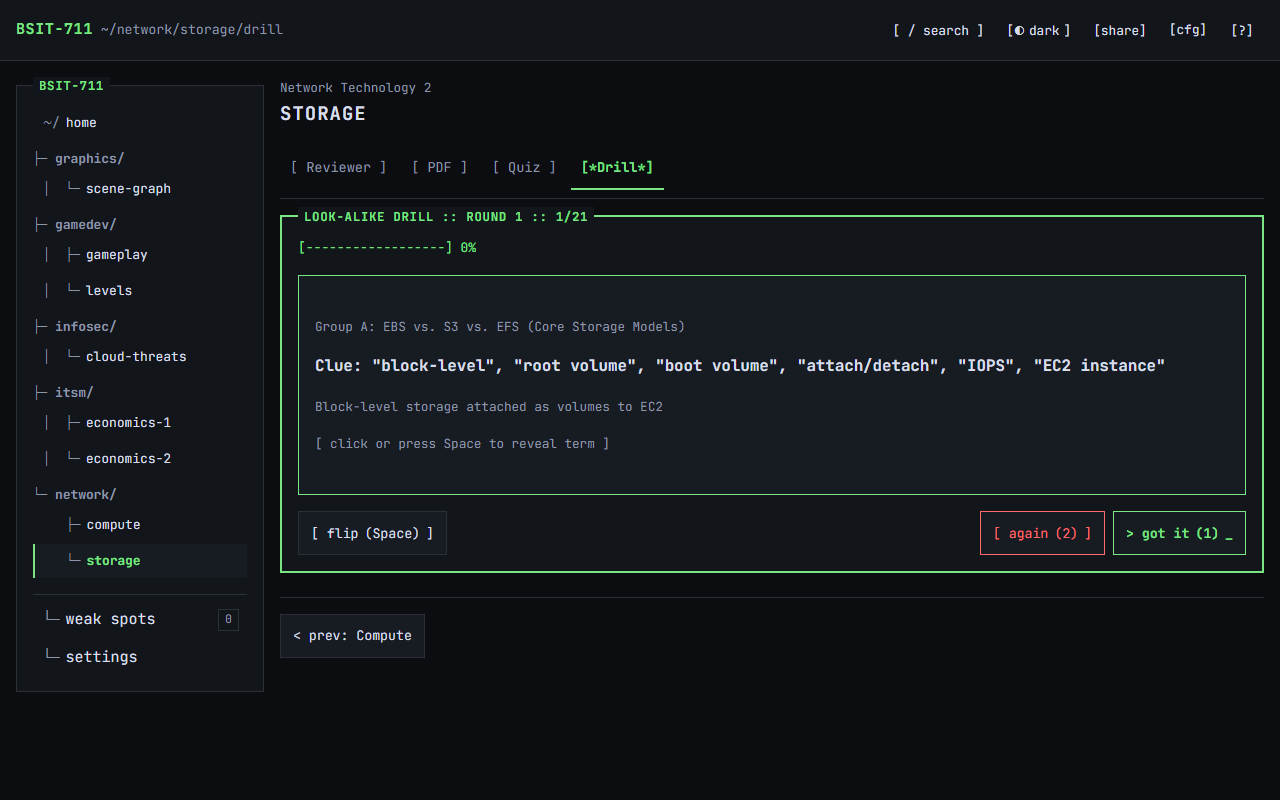 BSIT-711 ~/network/storage/drill
[ / search ] [◐ dark ] [share] [cfg] [?]
BSIT-711
~/ home
├─ graphics/
│ └─ scene-graph
├─ gamedev/
│ ├─ gameplay
│ └─ levels
├─ infosec/
│ └─ cloud-threats
├─ itsm/
│ ├─ economics-1
│ └─ economics-2
└─ network/
├─ compute
└─ storage
└─ weak spots 0
└─ settings
Network Technology 2
STORAGE
[ Reviewer ] [ PDF ] [ Quiz ] [*Drill*]
LOOK-ALIKE DRILL :: ROUND 1 :: 1/21
[------------------] 0%
Group A: EBS vs. S3 vs. EFS (Core Storage Models)
Clue: "block-level", "root volume", "boot volume", "attach/detach", "IOPS", "EC2 instance"
Block-level storage attached as volumes to EC2
[ click or press Space to reveal term ]
[ flip (Space) ] [ again (2) ] > got it (1) _
< prev: Compute